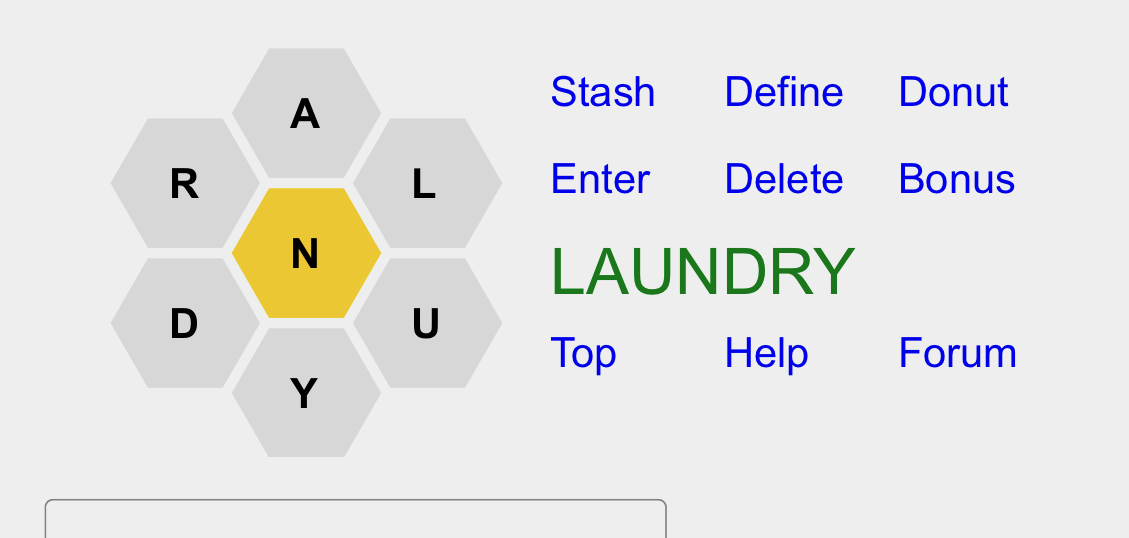 A
R L
N
D U
Y
Stash Define Donut
Enter Delete Bonus
LAUNDRY
Top Help Forum